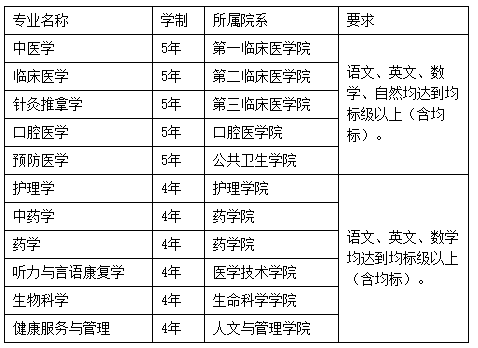 专业名称 学制 所属院系 要求
中医学 5年 第一临床医学院
临床医学 5年 第二临床医学院
针灸推拿学 5年 第三临床医学院
口腔医学 5年 口腔医学院
预防医学 5年 公共卫生学院
语文、英文、数
学、自然均达到均
标级以上（含均
标）。
护理学 4年 护理学院
中药学 4年 药学院
药学 4年 药学院
听力与言语康复学 4年 医学技术学院
生物科学 4年 生命科学学院
健康服务与管理 4年 人文与管理学院
语文、英文、数学
均达到均标级以上
（含均标）。